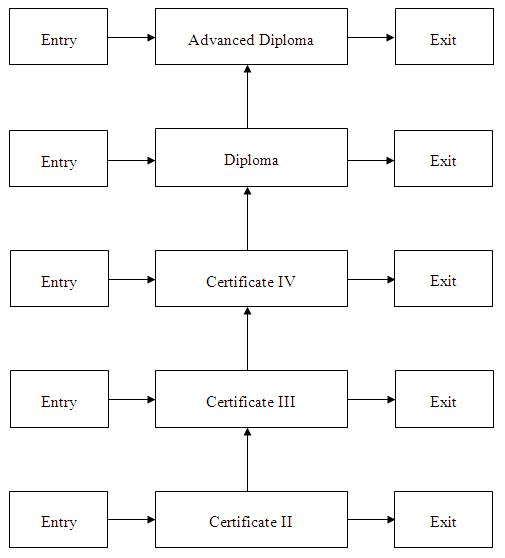 Entry
Advanced Diploma
Exit
Entry
Diploma
Exit
Entry
Certificate IV
Exit
Entry
Certificate III
Exit
Entry
Certificate II
Exit